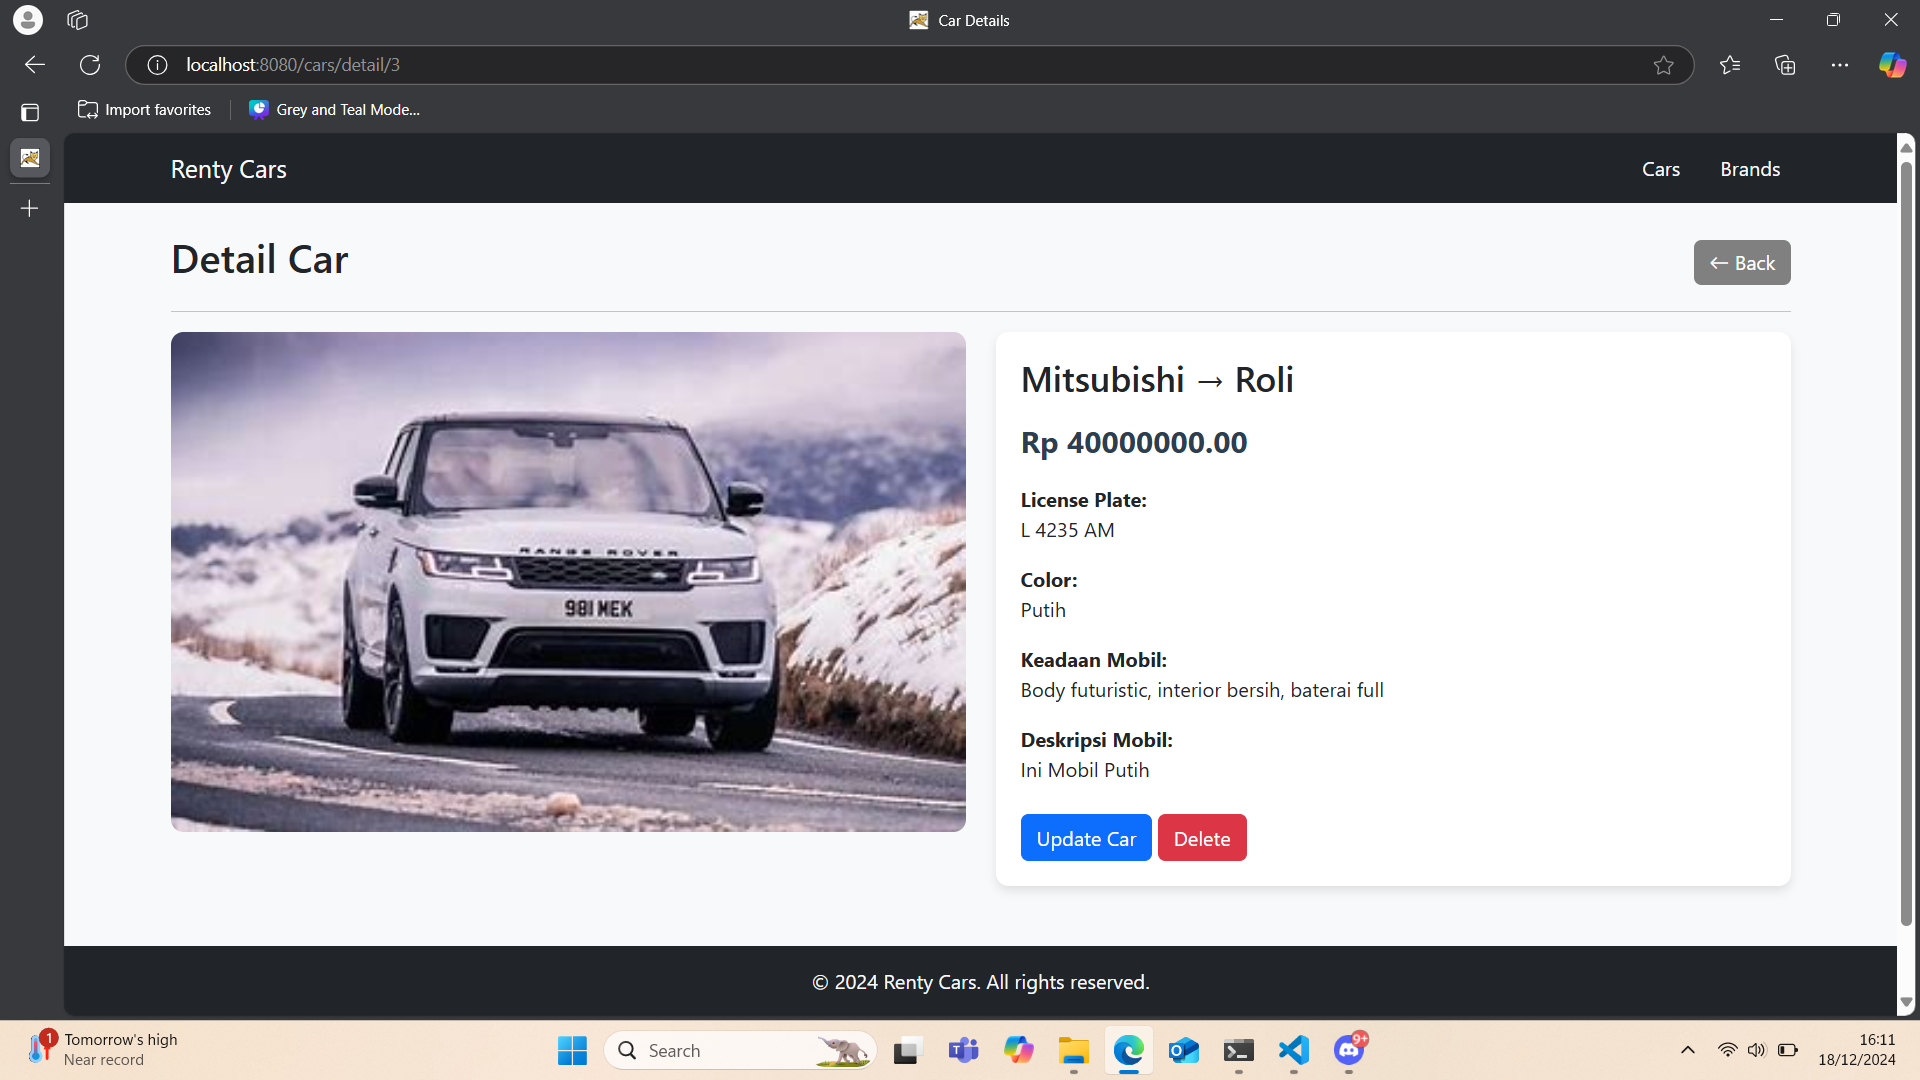 Car Details
localhost:8080/cars/detail/3
Import favorites
Grey and Teal Mode...
Renty Cars
Cars
Brands
Detail Car
← Back
RANGE ROVER
981 MEK
Mitsubishi → Roli
Rp 40000000.00
License Plate:
L 4235 AM
Color:
Putih
Keadaan Mobil:
Body futuristic, interior bersih, baterai full
Deskripsi Mobil:
Ini Mobil Putih
Update Car
Delete
© 2024 Renty Cars. All rights reserved.
1
Tomorrow's high
Near record
Search
9+
16:11
18/12/2024